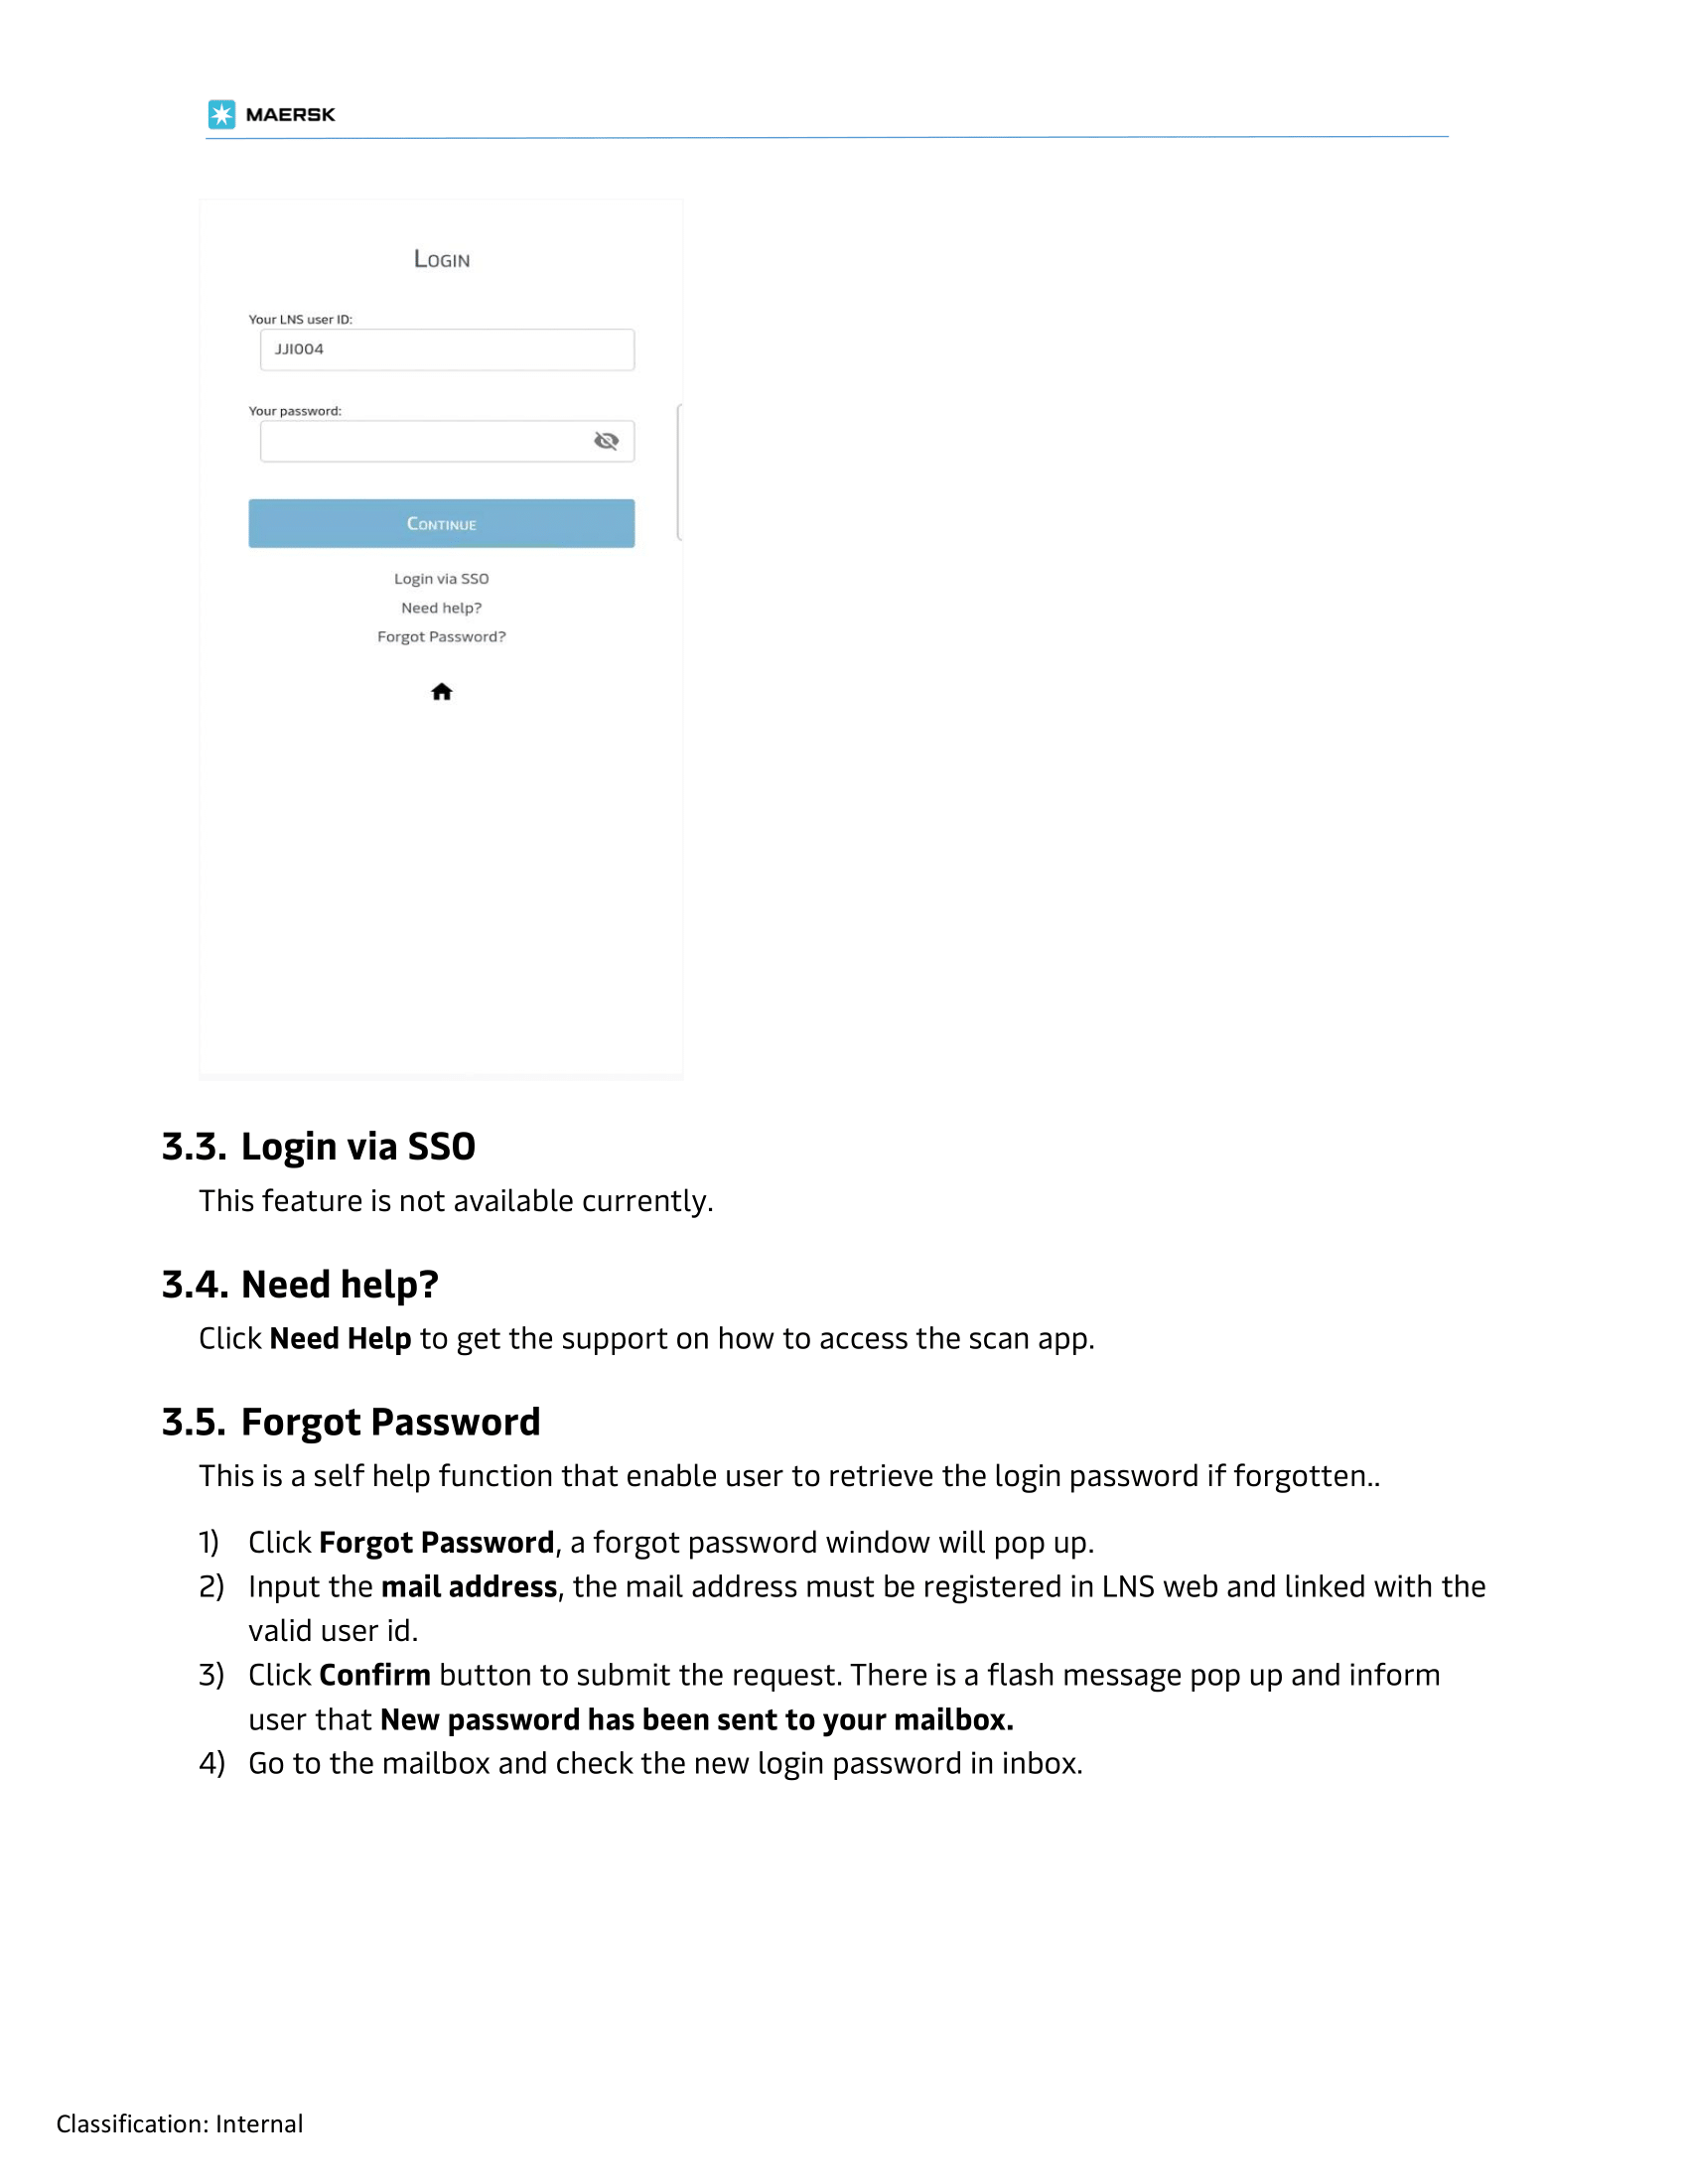 MAERSK
Login
Your LNS user ID:
JJI004
Your password:
Continue
Login via SSO
Need help?
Forgot Password?
3.3. Login via SSO
This feature is not available currently.
3.4. Need help?
Click Need Help to get the support on how to access the scan app.
3.5. Forgot Password
This is a self help function that enable user to retrieve the login password if forgotten..
1) Click Forgot Password, a forgot password window will pop up.
2) Input the mail address, the mail address must be registered in LNS web and linked with the
valid user id.
3) Click Confirm button to submit the request. There is a flash message pop up and inform
user that New password has been sent to your mailbox.
4) Go to the mailbox and check the new login password in inbox.
Classification: Internal